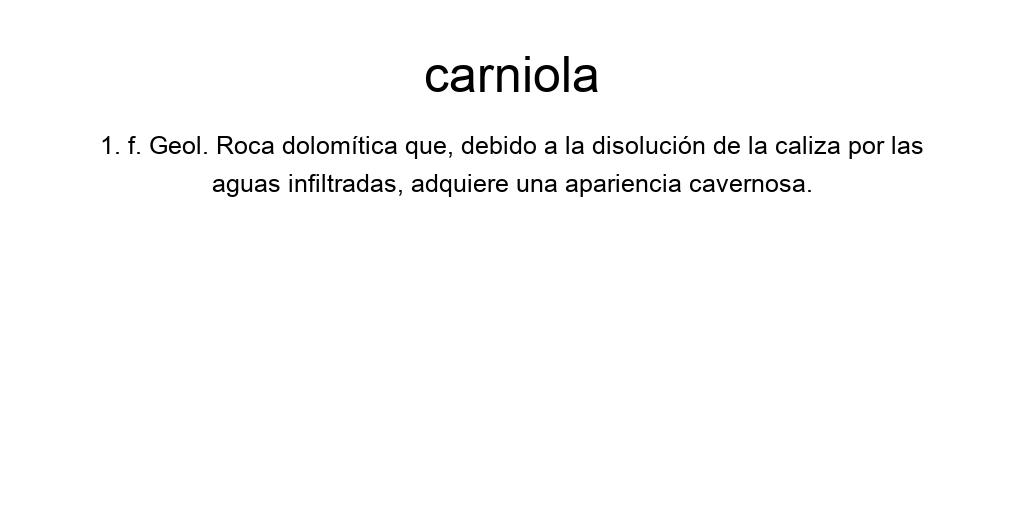 carniola
1. f. Geol. Roca dolomítica que, debido a la disolución de la caliza por las
aguas infiltradas, adquiere una apariencia cavernosa.